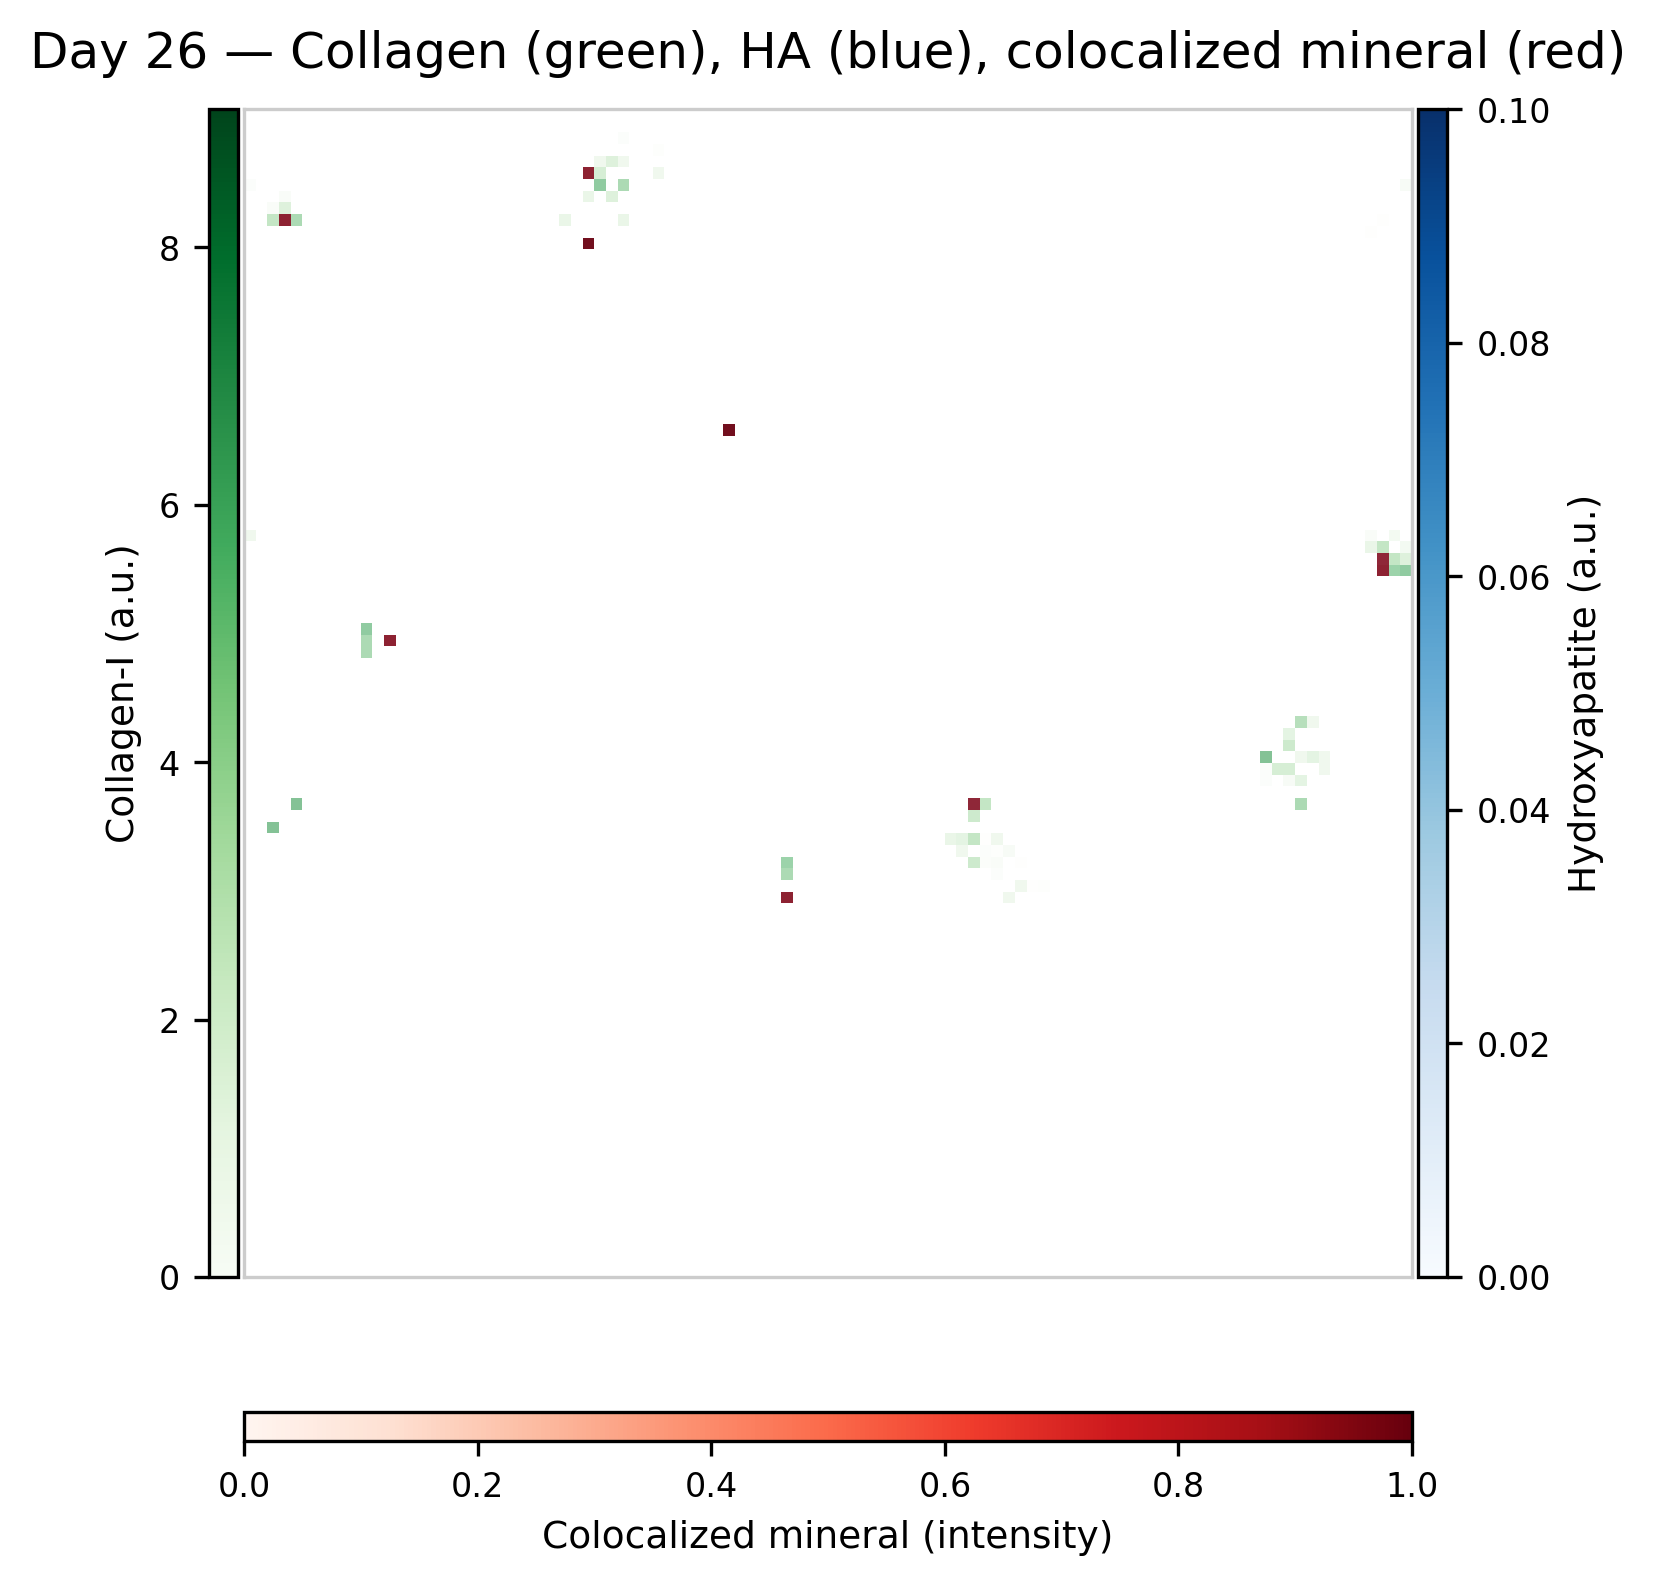 Day 26 — Collagen (green), HA (blue), colocalized mineral (red)
Collagen-I (a.u.)
8
6
4
2
0
0.10
0.08
0.06
0.04
0.02
0.00
Hydroxyapatite (a.u.)
0.0 0.2 0.4 0.6 0.8 1.0
Colocalized mineral (intensity)